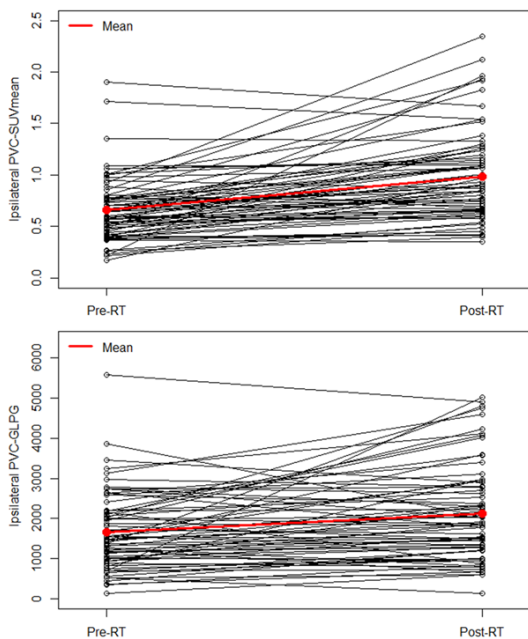 Mean
Ipsilateral PVC-SUVmean
2.5
2.0
1.5
1.0
0.5
0.0
Pre-RT Post-RT
Mean
Ipsilateral PVC-GLPG
6000
5000
4000
3000
2000
1000
0
Pre-RT Post-RT